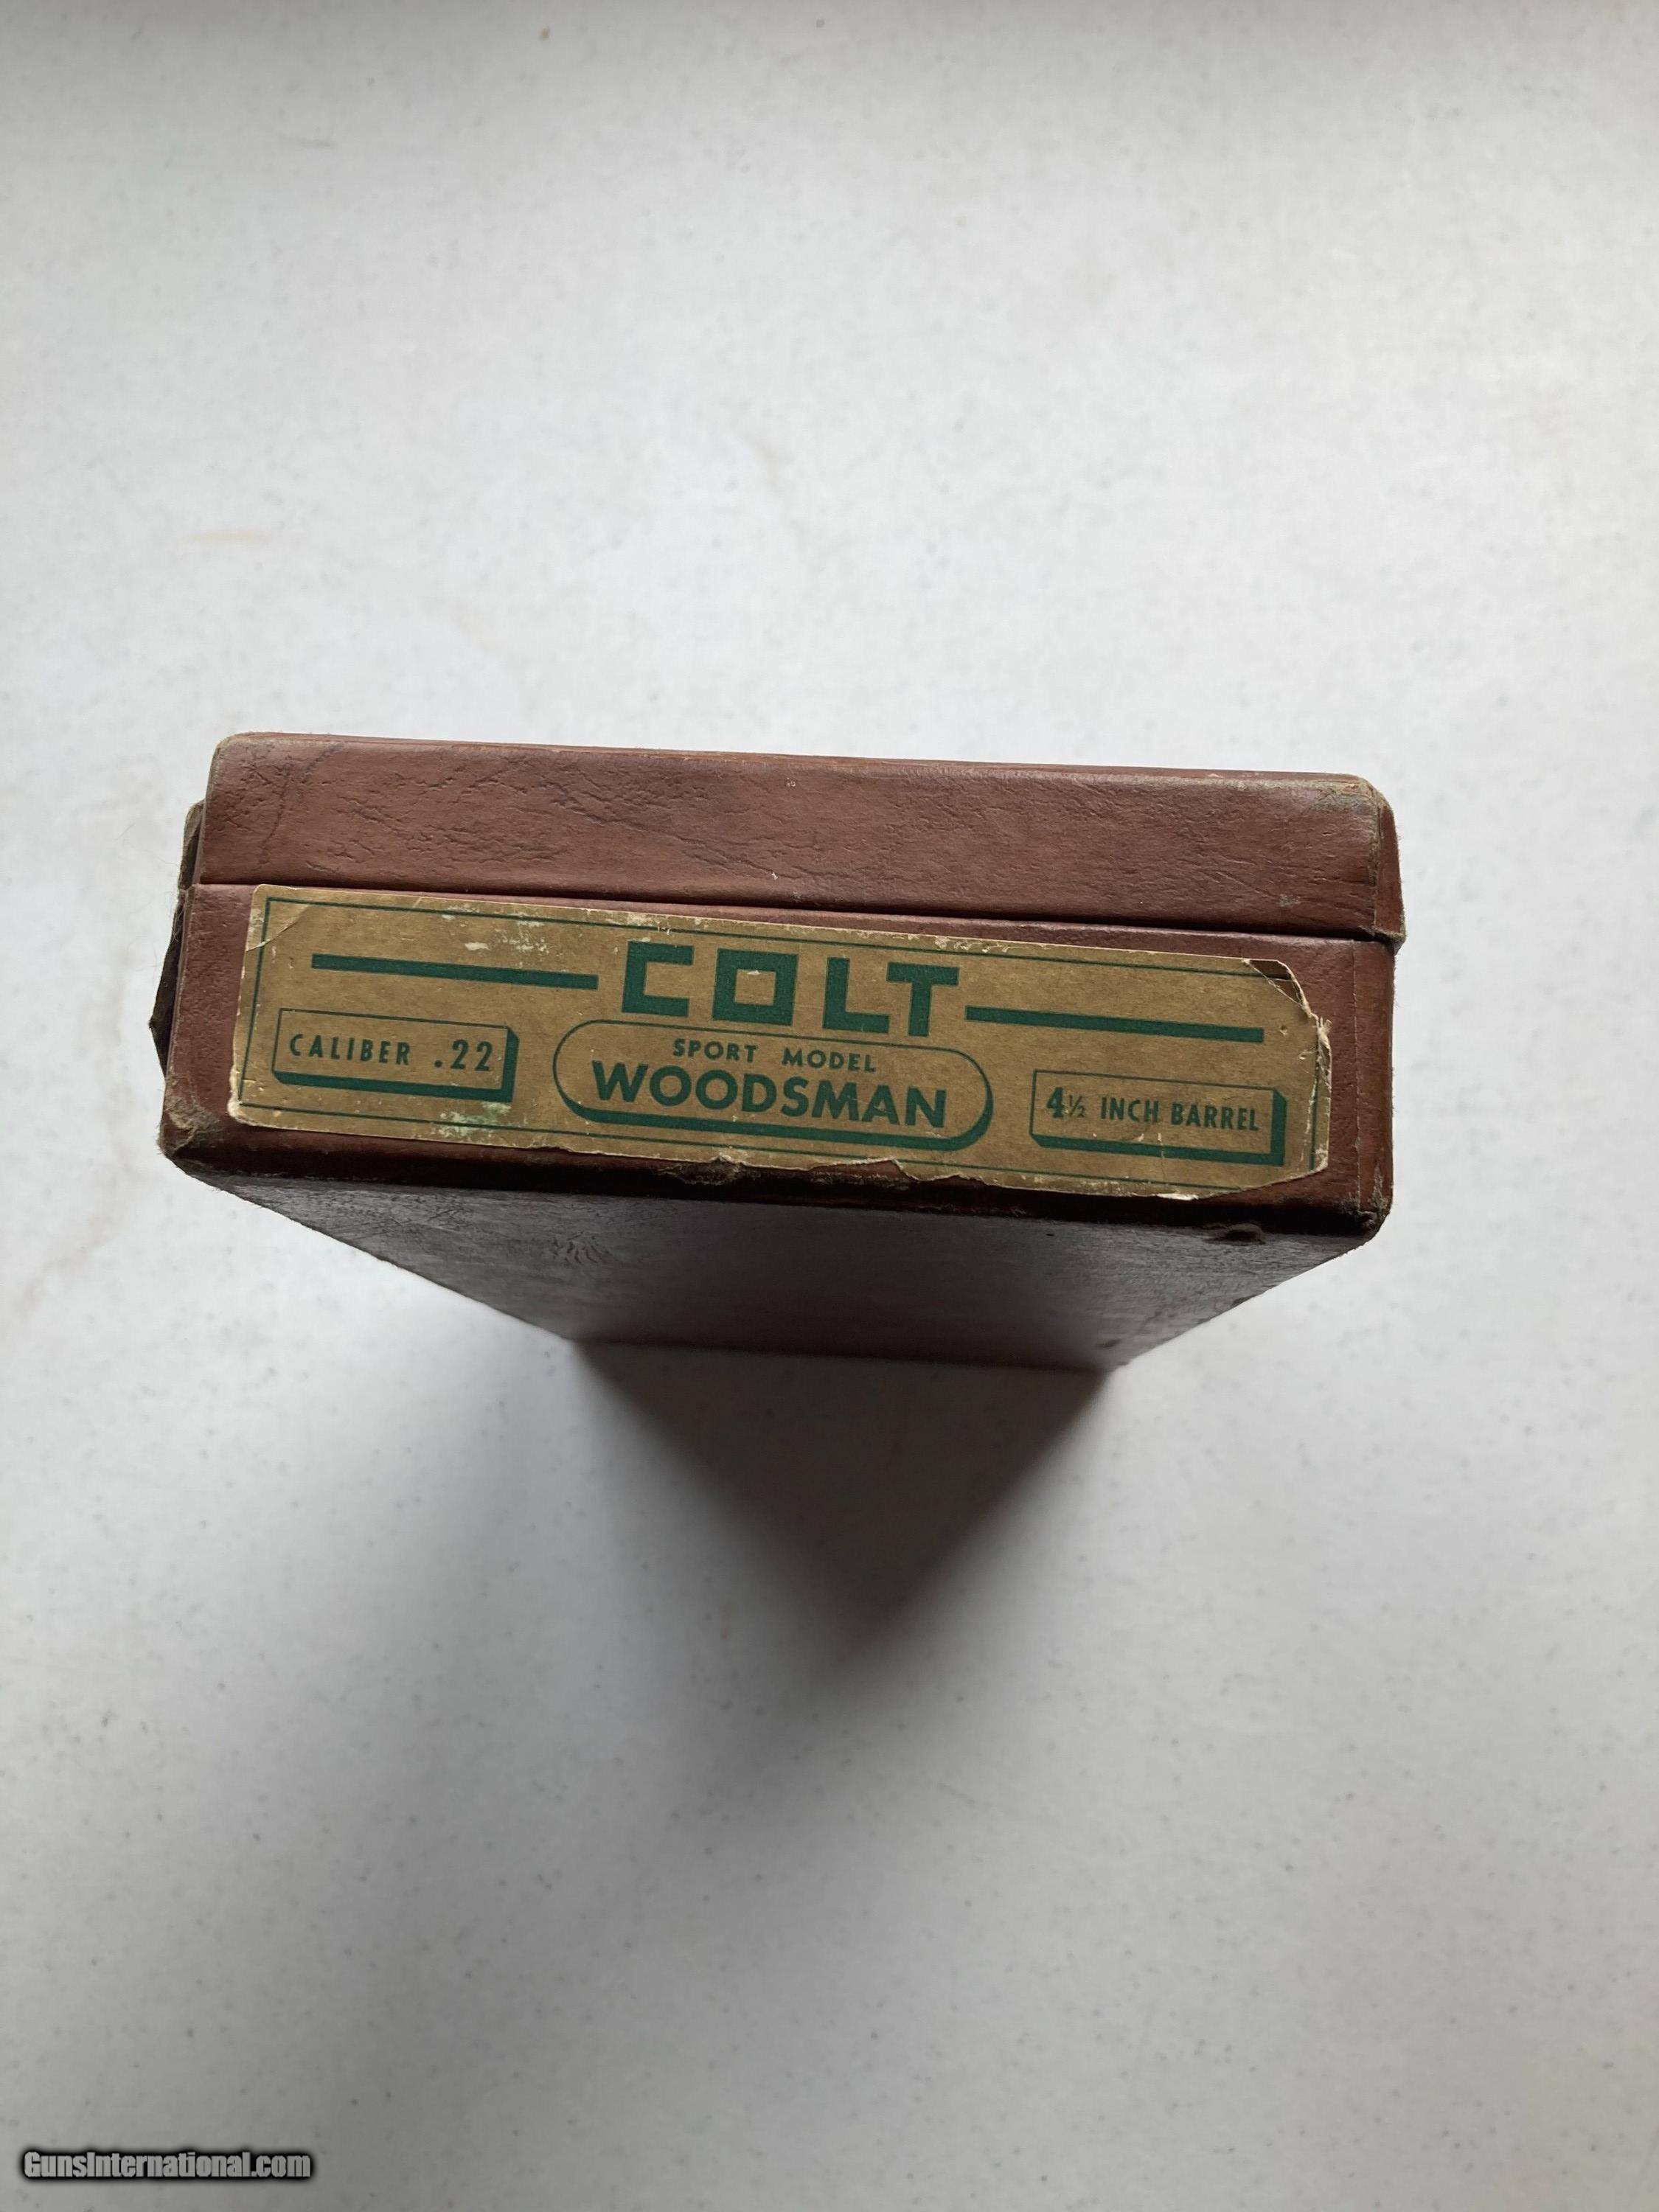 COLT
CALIBER .22
SPORT MODEL
WOODSMAN
4½ INCH BARREL
GunsInternational.com